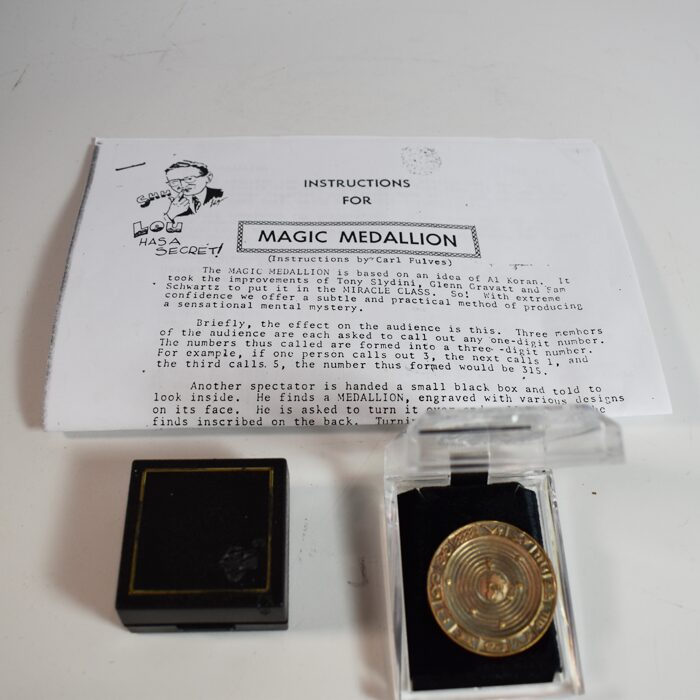 SHH
LOU
HAS A
SECRET!
INSTRUCTIONS
FOR
MAGIC MEDALLION
(Instructions by Carl Fulves)
The MAGIC MEDALLION is based on an idea of Al Koran. It
took the improvements of Tony Slydini, Glenn Gravatt and Sam
Schwartz to put it in the MIRACLE CLASS. So! With extreme
confidence we offer a subtle and practical method of producing
a sensational mental mystery.
Briefly, the effect on the audience is this. Three members
of the audience are each asked to call out any one-digit number.
The numbers thus called are formed into a three-digit number.
For example, if one person calls out 3, the next calls 1, and
the third calls 5, the number thus formed would be 315.
Another spectator is handed a small black box and told to
look inside. He finds a MEDALLION, engraved with various designs
on its face. He is asked to turn it
finds inscribed on the back.